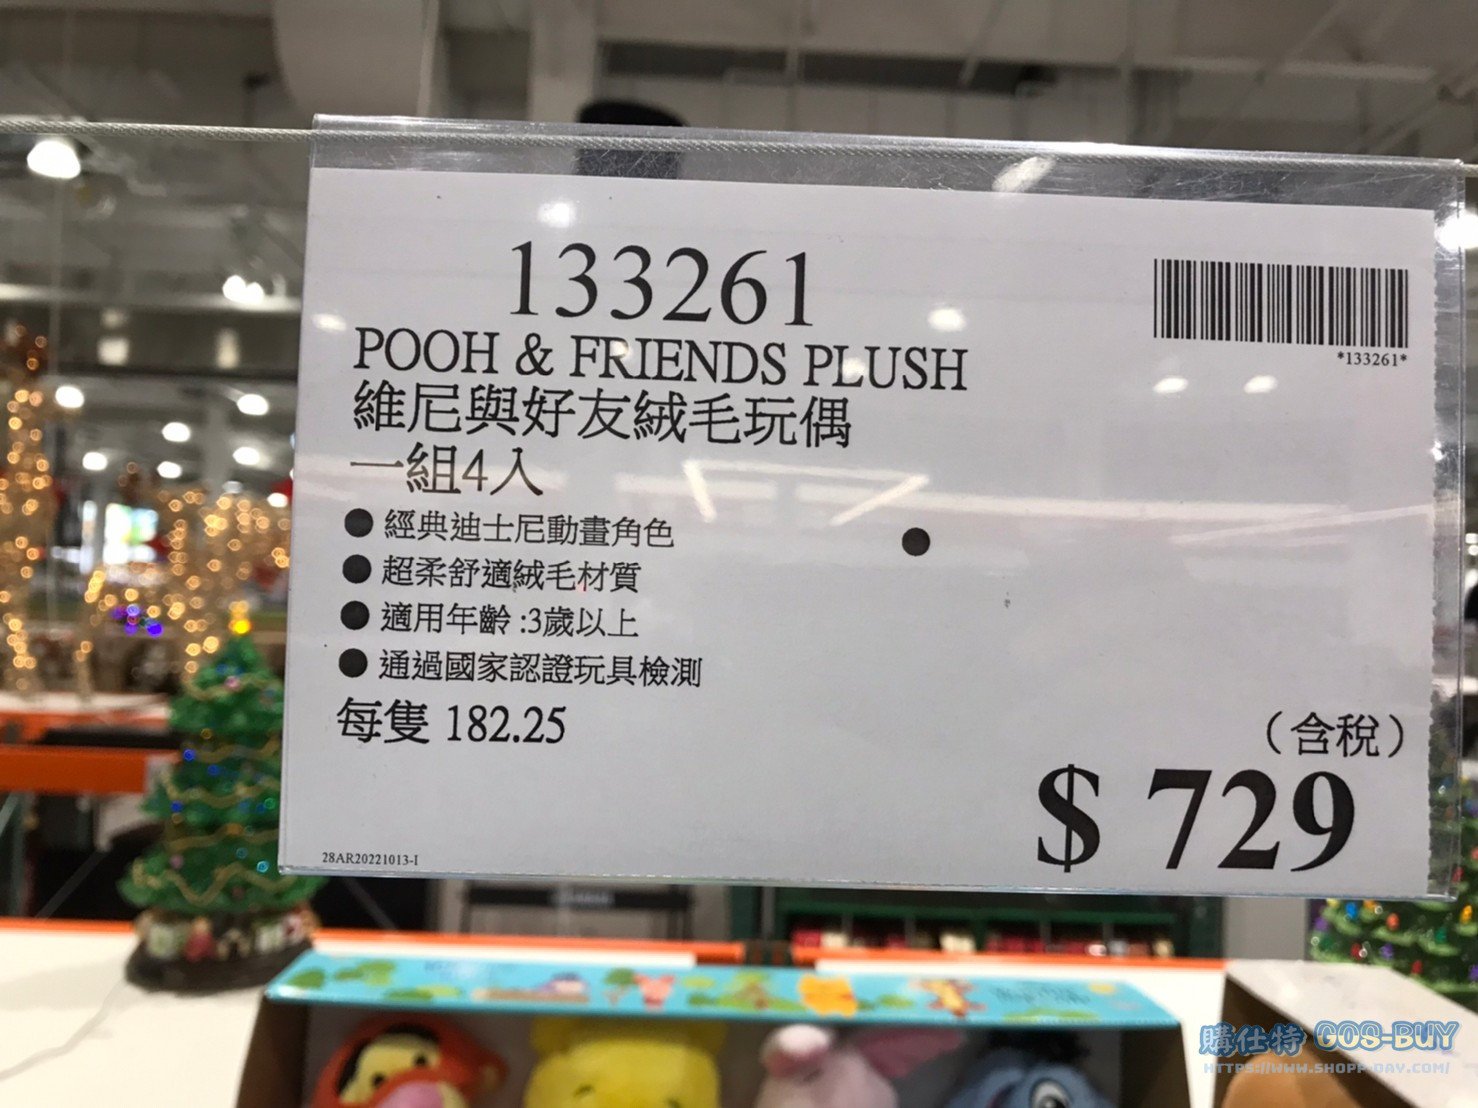 133261
*133261*
POOH & FRIENDS PLUSH
維尼與好友絨毛玩偶
一組4入
● 經典迪士尼動畫角色
●
● 超柔舒適絨毛材質
● 適用年齡:3歲以上
● 通過國家認證玩具檢測
每隻 182.25
（含稅）
$ 729
28AR20221013-I
購仕特 GOS-BUY
HTTPS://WWW.SHOPP-DAY.COM/